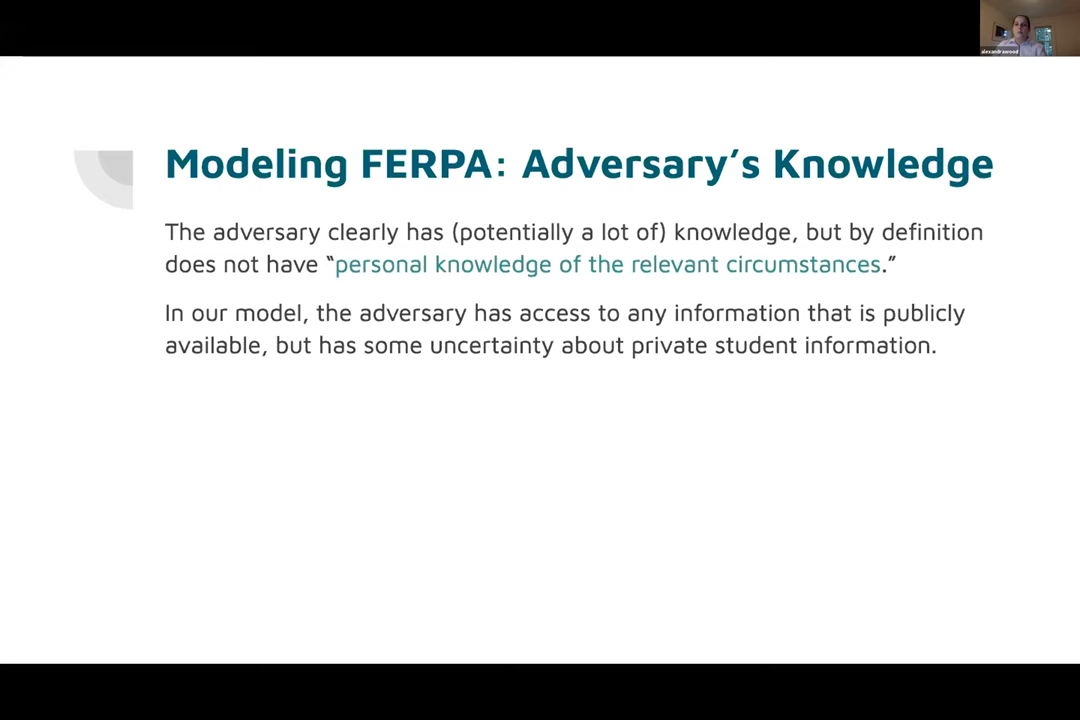 alexandrawood
Modeling FERPA: Adversary’s Knowledge
The adversary clearly has (potentially a lot of) knowledge, but by definition
does not have “personal knowledge of the relevant circumstances.”
In our model, the adversary has access to any information that is publicly
available, but has some uncertainty about private student information.